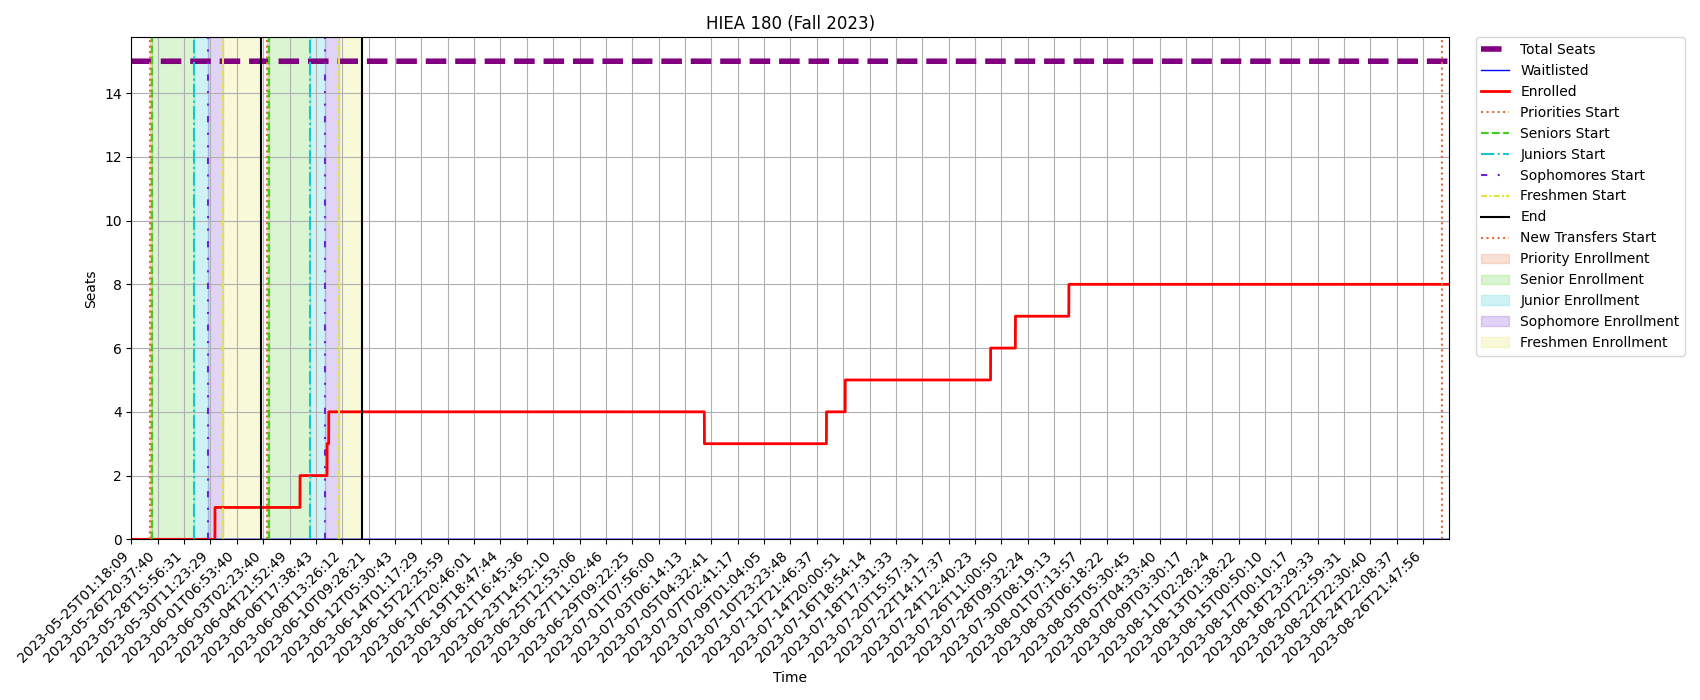 HIEA 180 (Fall 2023)
Seats
14
12
10
8
6
4
2
0
2023-05-25T01:18:09
2023-05-26T20:37:40
2023-05-28T15:56:31
2023-05-30T11:23:29
2023-06-01T06:53:40
2023-06-03T02:23:40
2023-06-04T21:52:49
2023-06-06T17:38:43
2023-06-08T13:26:12
2023-06-10T09:28:21
2023-06-12T05:30:43
2023-06-14T01:17:29
2023-06-15T22:25:59
2023-06-17T20:46:01
2023-06-19T18:47:44
2023-06-21T16:45:36
2023-06-23T14:52:10
2023-06-25T12:53:06
2023-06-27T11:02:46
2023-06-29T09:22:25
2023-07-01T07:56:00
2023-07-03T06:14:13
2023-07-05T04:32:41
2023-07-07T02:41:17
2023-07-09T01:04:05
2023-07-10T23:23:48
2023-07-12T21:46:37
2023-07-14T20:00:51
2023-07-16T18:54:14
2023-07-18T17:31:33
2023-07-20T15:57:31
2023-07-22T14:17:37
2023-07-24T12:40:23
2023-07-26T11:00:50
2023-07-28T09:32:24
2023-07-30T08:19:13
2023-08-01T07:13:57
2023-08-03T06:18:22
2023-08-05T05:30:45
2023-08-07T04:33:40
2023-08-09T03:30:17
2023-08-11T02:28:24
2023-08-13T01:38:22
2023-08-15T00:50:10
2023-08-17T00:10:17
2023-08-18T23:29:33
2023-08-20T22:59:31
2023-08-22T22:30:40
2023-08-24T22:08:37
2023-08-26T21:47:56
Time
Total Seats
Waitlisted
Enrolled
Priorities Start
Seniors Start
Juniors Start
Sophomores Start
Freshmen Start
End
New Transfers Start
Priority Enrollment
Senior Enrollment
Junior Enrollment
Sophomore Enrollment
Freshmen Enrollment